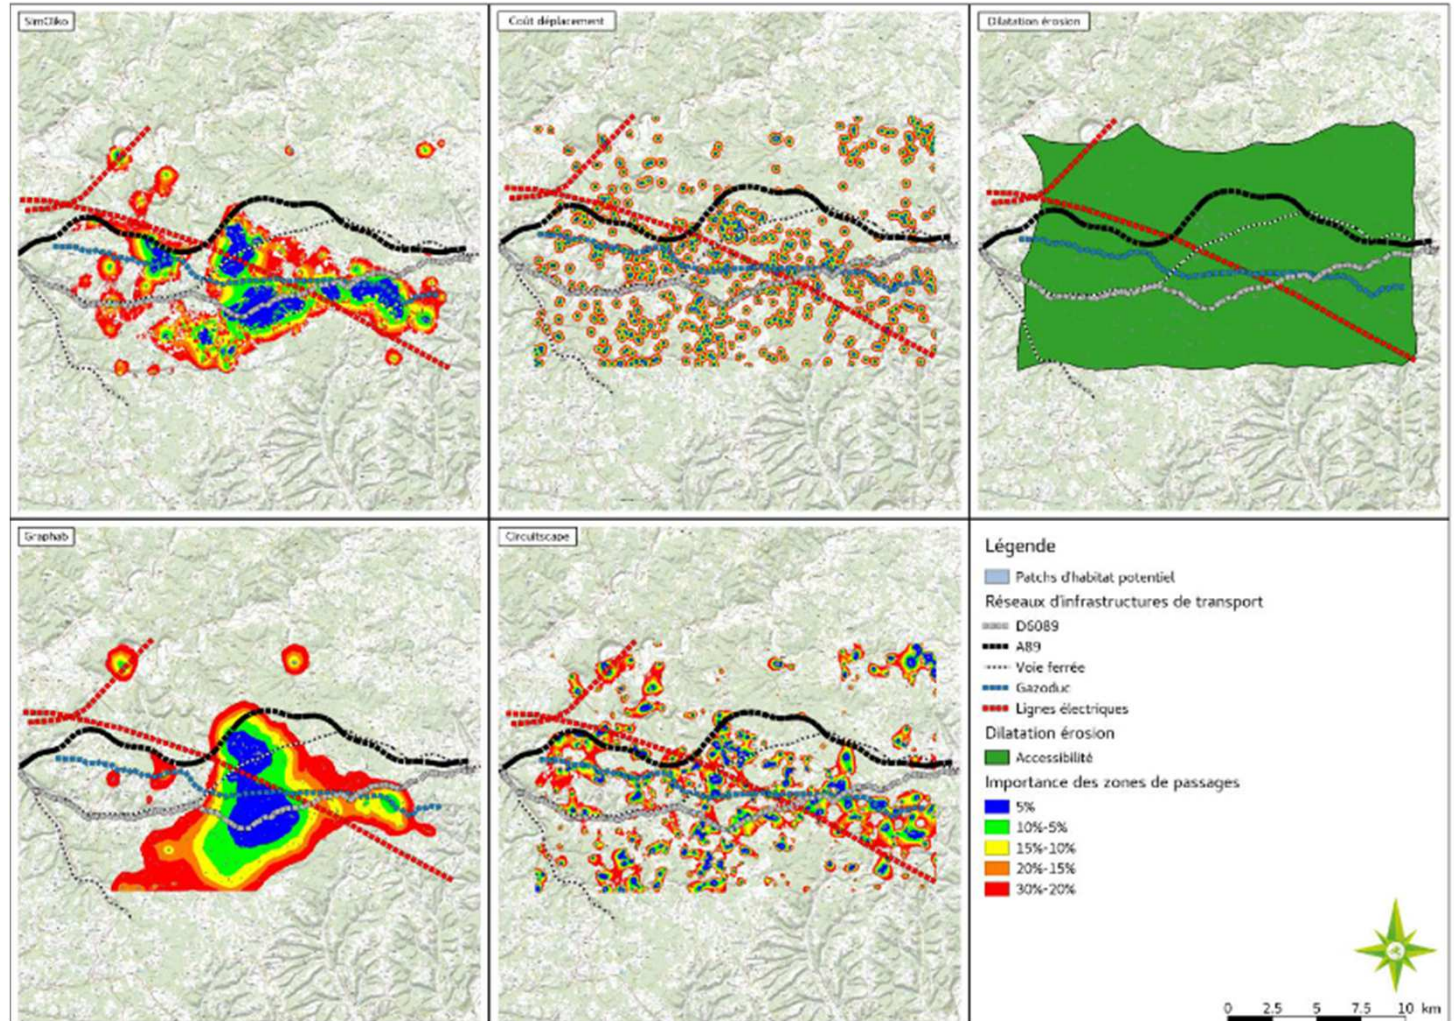 SimOïko
Coût déplacement
Dilatation érosion
Graphab
Circuitscape
Légende
Patchs d'habitat potentiel
Réseaux d'infrastructures de transport
D6089
A89
Voie ferrée
Gazoduc
Lignes électriques
Dilatation érosion
Accessibilité
Importance des zones de passages
5%
10%-5%
15%-10%
20%-15%
30%-20%
0 2.5 5 7.5 10 km